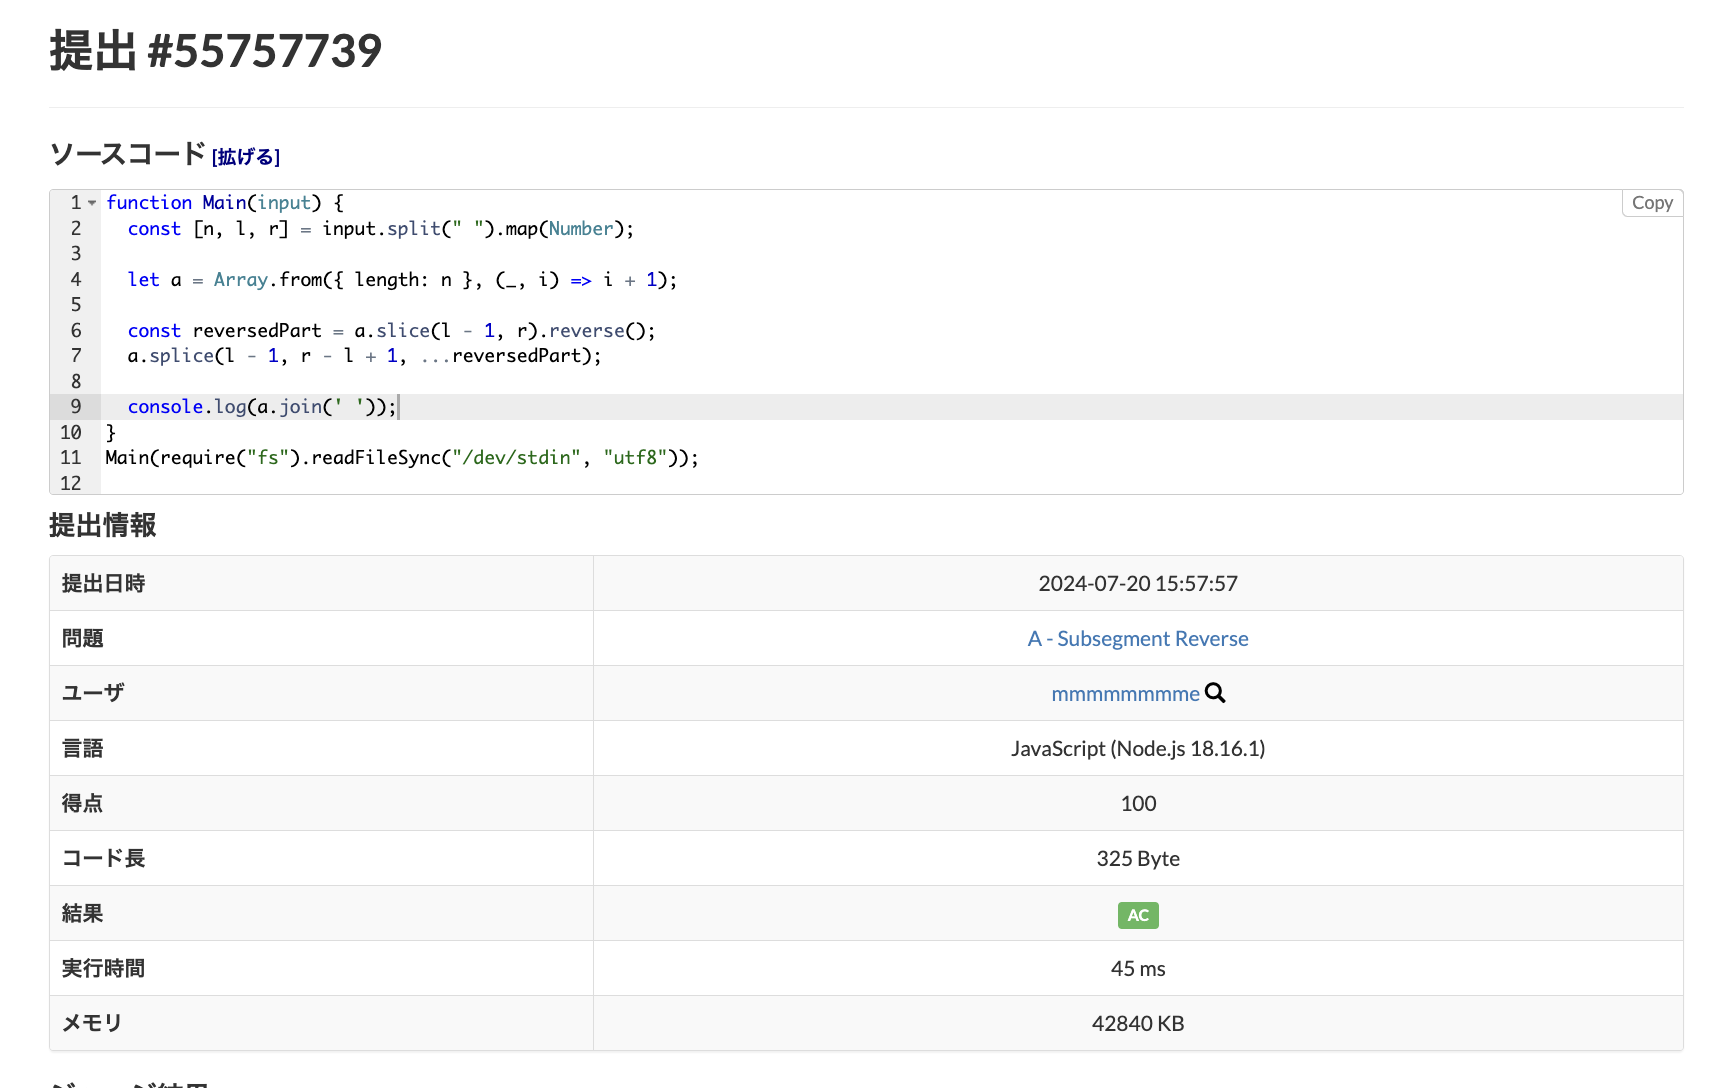 提出 #55757739
ソースコード [拡げる]
Copy
1 function Main(input) {
2   const [n, l, r] = input.split(" ").map(Number);
3
4   let a = Array.from({ length: n }, (_, i) => i + 1);
5
6   const reversedPart = a.slice(l - 1, r).reverse();
7   a.splice(l - 1, r - l + 1, ...reversedPart);
8
9   console.log(a.join(' '));
10 }
11 Main(require("fs").readFileSync("/dev/stdin", "utf8"));
12
提出情報
提出日時 2024-07-20 15:57:57
問題 A - Subsegment Reverse
ユーザ mmmmmmmme
言語 JavaScript (Node.js 18.16.1)
得点 100
コード長 325 Byte
結果 AC
実行時間 45 ms
メモリ 42840 KB